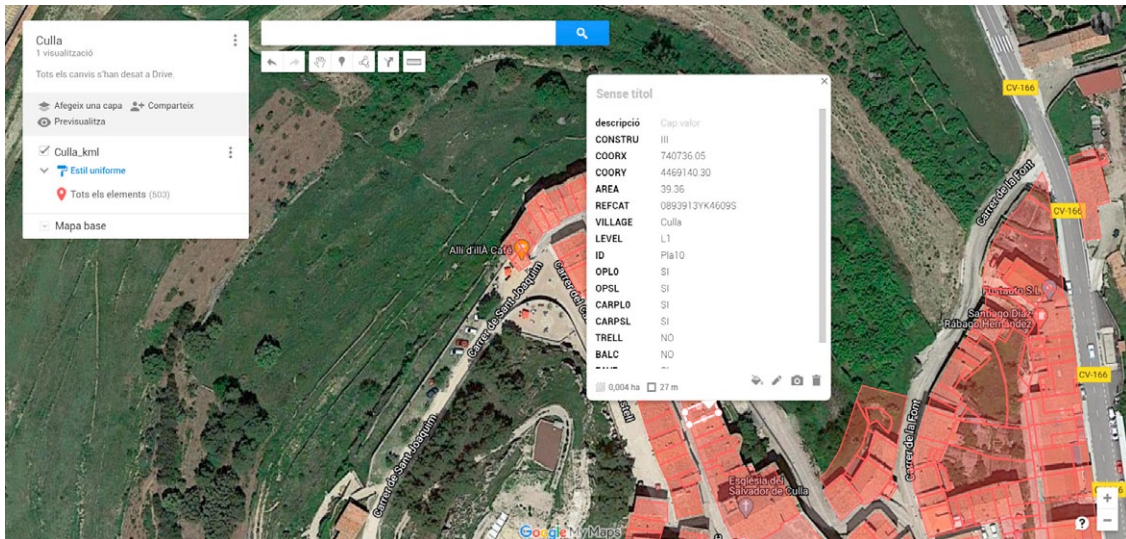 Culla
1 visualització
Tots els canvis s'han desat a Drive.
Afegeix una capa Comparteix
Previsualitza
Culla_kml
Estil uniforme
Tots els elements (503)
Mapa base
Sense títol
descripció Cap valor
CONSTRU III
COORX 740736.05
COORY 4469140.30
AREA 39.36
REFCAT 0893913YK4609S
VILLAGE Culla
LEVEL L1
ID Pla10
OPL0 SI
OPSL SI
CARPL0 SI
CARPSL SI
TRELL NO
BALC NO
0,004 ha 27 m
CV-166
Carrer de la Font
CV-166
Allí d'illÀ Café
Carrer de Sant Joaquim
Fustauto S.L.
Santiago Díaz
Rábago Hernández
CV-166
Carrer de Sant Joaquim
Carrer de la Font
Església del
Salvador de Culla
Google My Maps